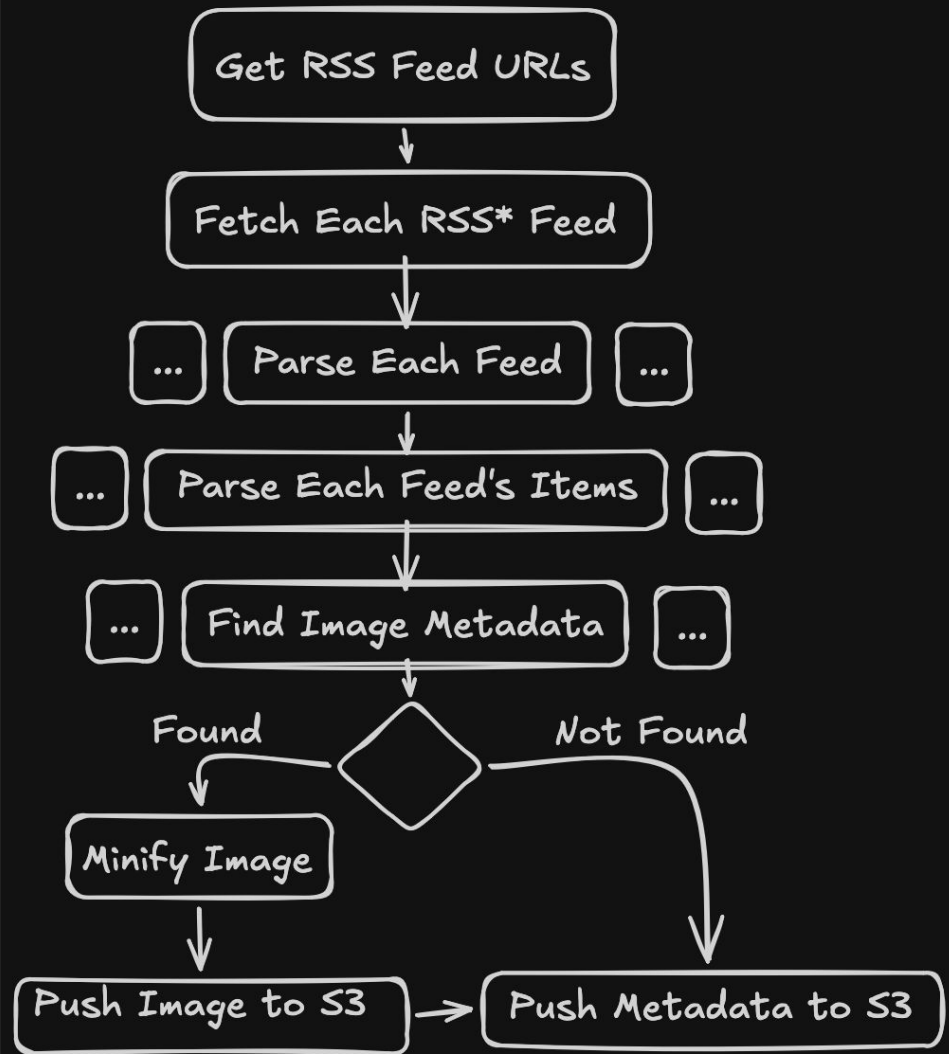 Get RSS Feed URLs
Fetch Each RSS* Feed
... Parse Each Feed ...
... Parse Each Feed's Items ...
... Find Image Metadata ...
Found
Not Found
Minify Image
Push Image to S3
Push Metadata to S3